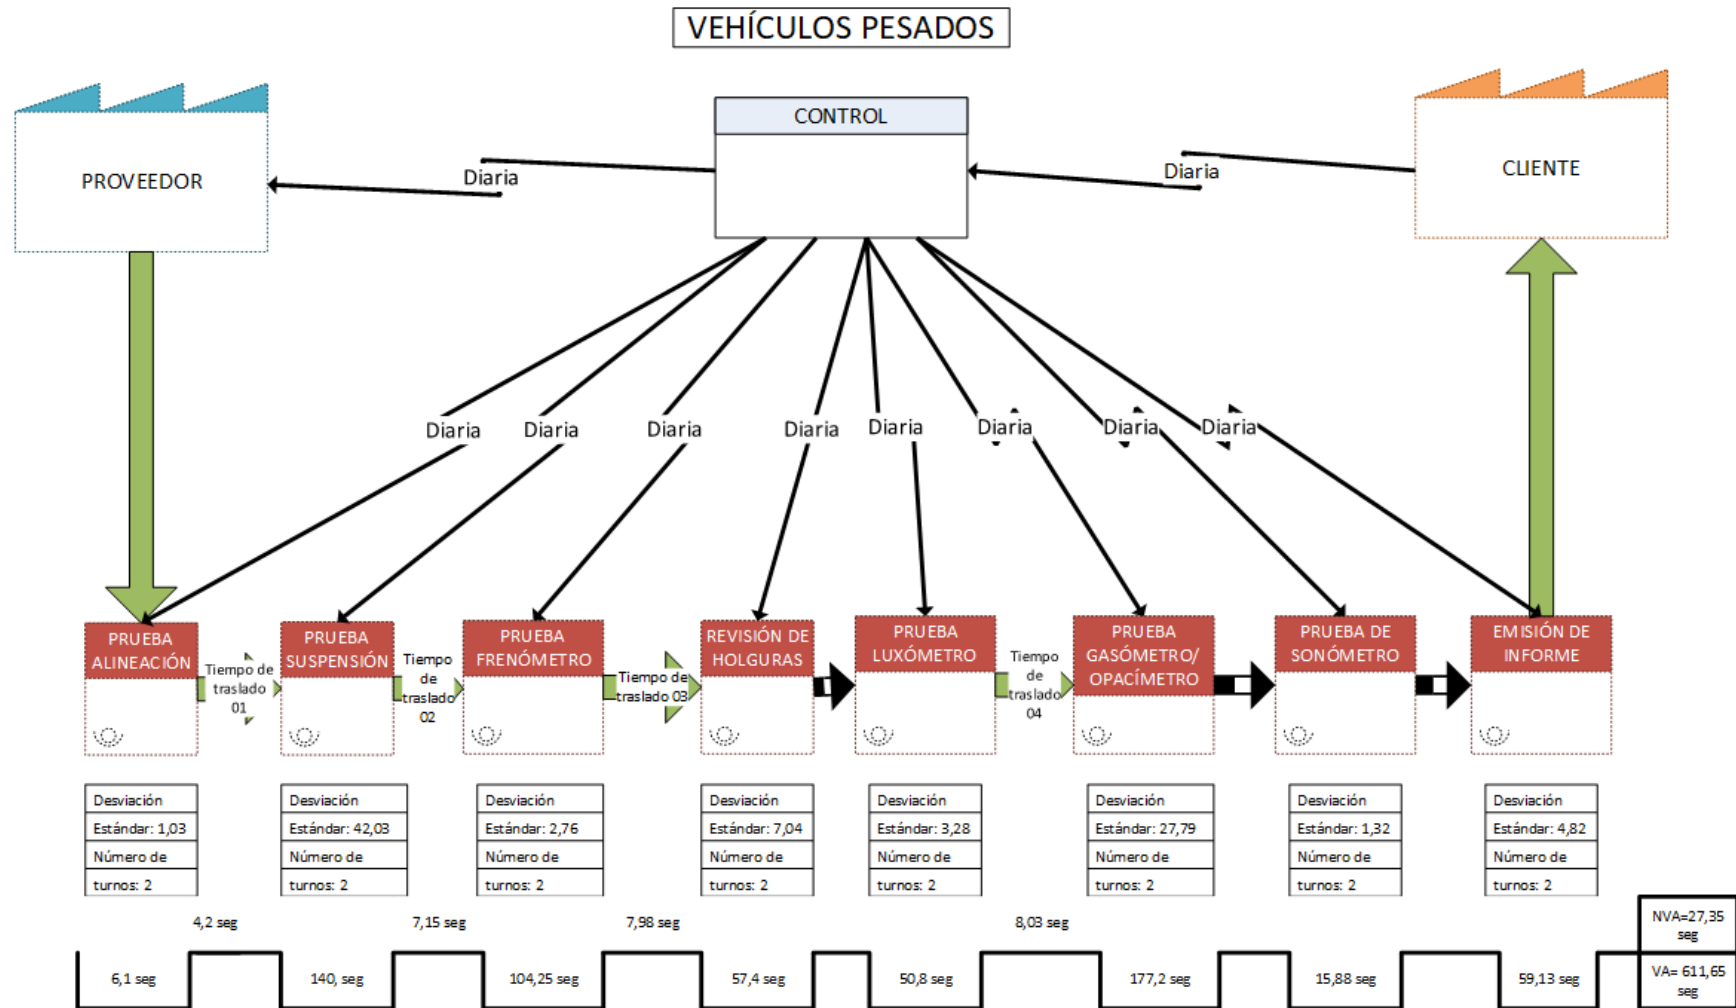 VEHÍCULOS PESADOS
PROVEEDOR
Diaria
CONTROL
Diaria
CLIENTE
Diaria
Diaria
Diaria
Diaria
Diaria
Diaria
Diaria
Diaria
PRUEBA
ALINEACIÓN
Tiempo de
traslado
01
PRUEBA
SUSPENSIÓN
Tiempo
de
traslado
02
PRUEBA
FRENÓMETRO
Tiempo de
traslado 03
REVISIÓN DE
HOLGURAS
PRUEBA
LUXÓMETRO
Tiempo
de
traslado
04
PRUEBA
GASÓMETRO/
OPACÍMETRO
PRUEBA DE
SONÓMETRO
EMISIÓN DE
INFORME
Desviación
Estándar: 1,03
Número de
turnos: 2
Desviación
Estándar: 42,03
Número de
turnos: 2
Desviación
Estándar: 2,76
Número de
turnos: 2
Desviación
Estándar: 7,04
Número de
turnos: 2
Desviación
Estándar: 3,28
Número de
turnos: 2
Desviación
Estándar: 27,79
Número de
turnos: 2
Desviación
Estándar: 1,32
Número de
turnos: 2
Desviación
Estándar: 4,82
Número de
turnos: 2
4,2 seg
7,15 seg
7,98 seg
8,03 seg
NVA=27,35
seg
6,1 seg
140, seg
104,25 seg
57,4 seg
50,8 seg
177,2 seg
15,88 seg
59,13 seg
VA= 611,65
seg